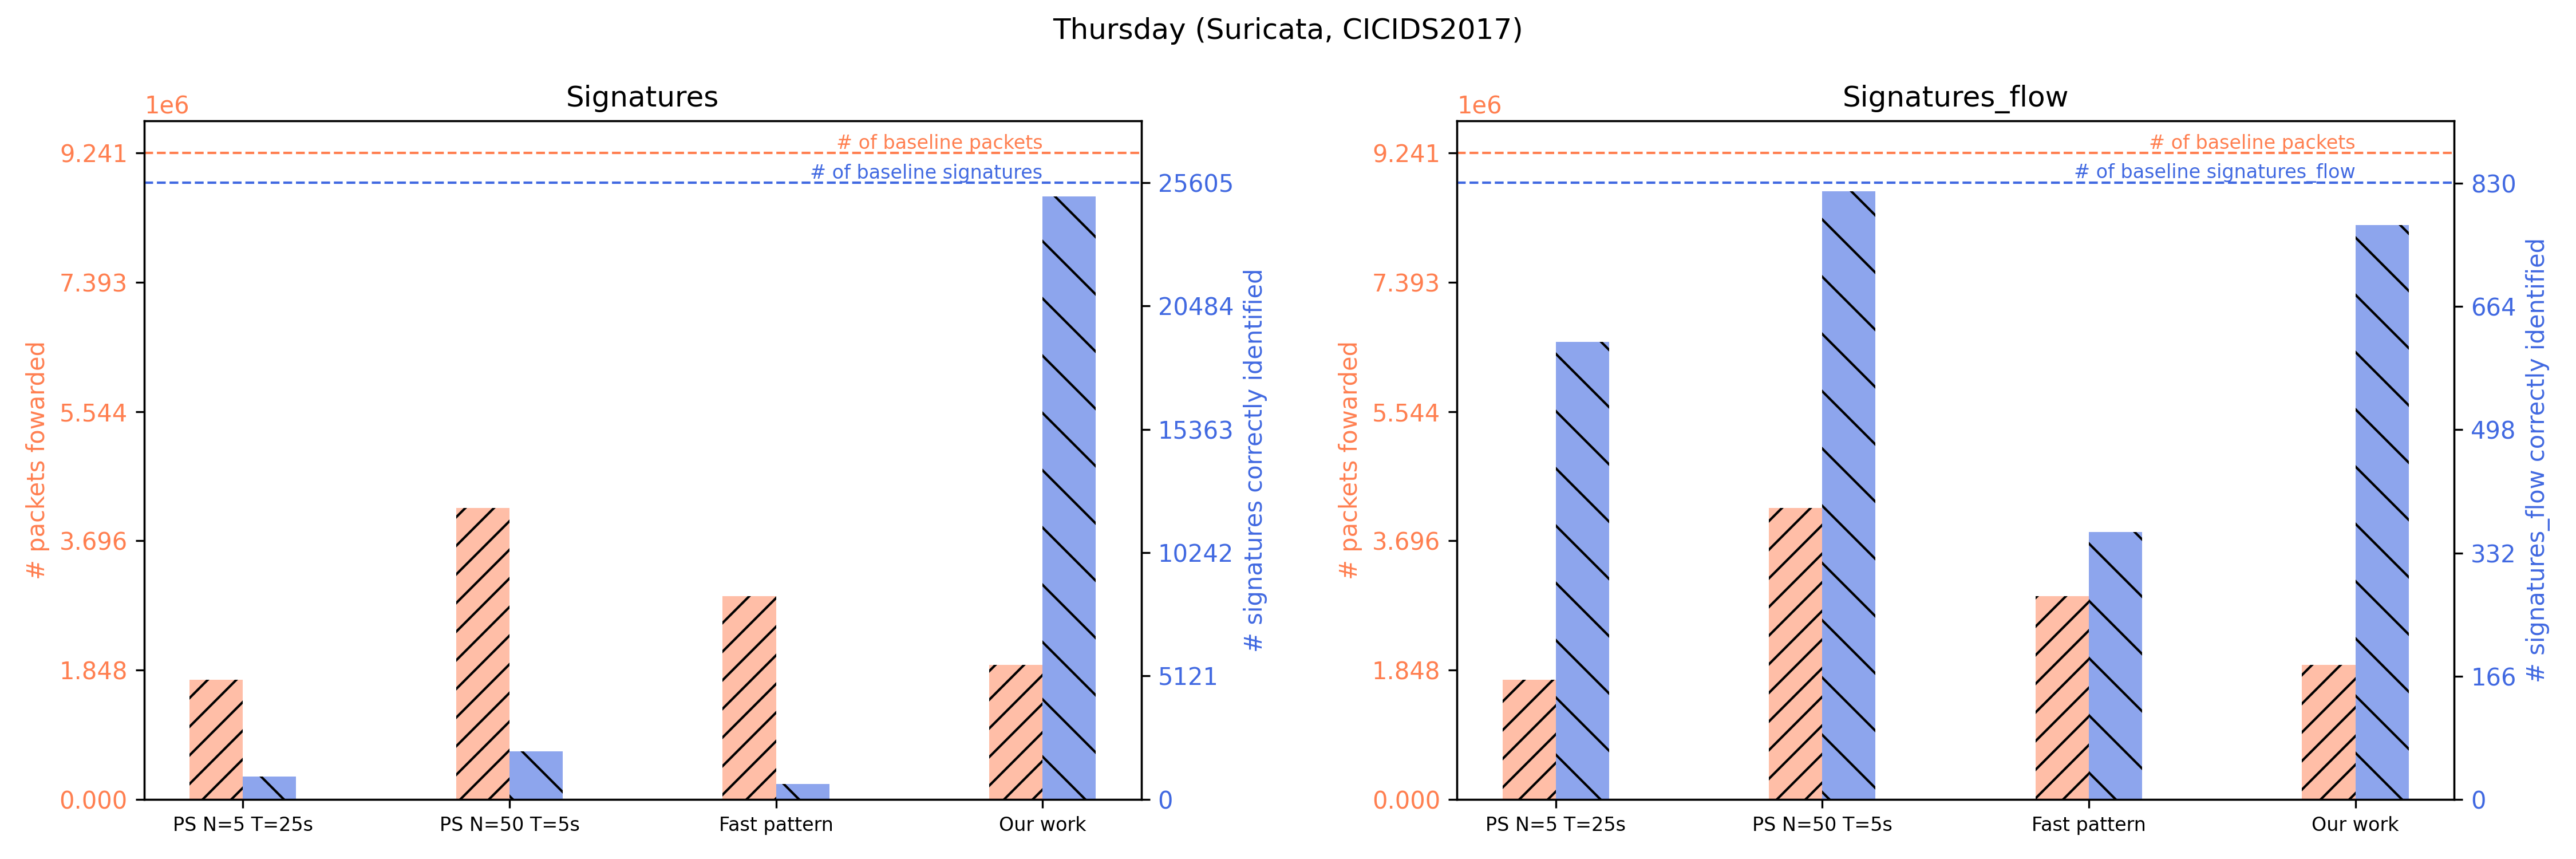 Thursday (Suricata, CICIDS2017)
Signatures
1e6
# of baseline packets
# of baseline signatures
9.241
7.393
5.544
3.696
1.848
0.000
# packets fowarded
25605
20484
15363
10242
5121
0
# signatures correctly identified
PS N=5 T=25s
PS N=50 T=5s
Fast pattern
Our work
Signatures_flow
1e6
# of baseline packets
# of baseline signatures_flow
9.241
7.393
5.544
3.696
1.848
0.000
# packets fowarded
830
664
498
332
166
0
# signatures_flow correctly identified
PS N=5 T=25s
PS N=50 T=5s
Fast pattern
Our work